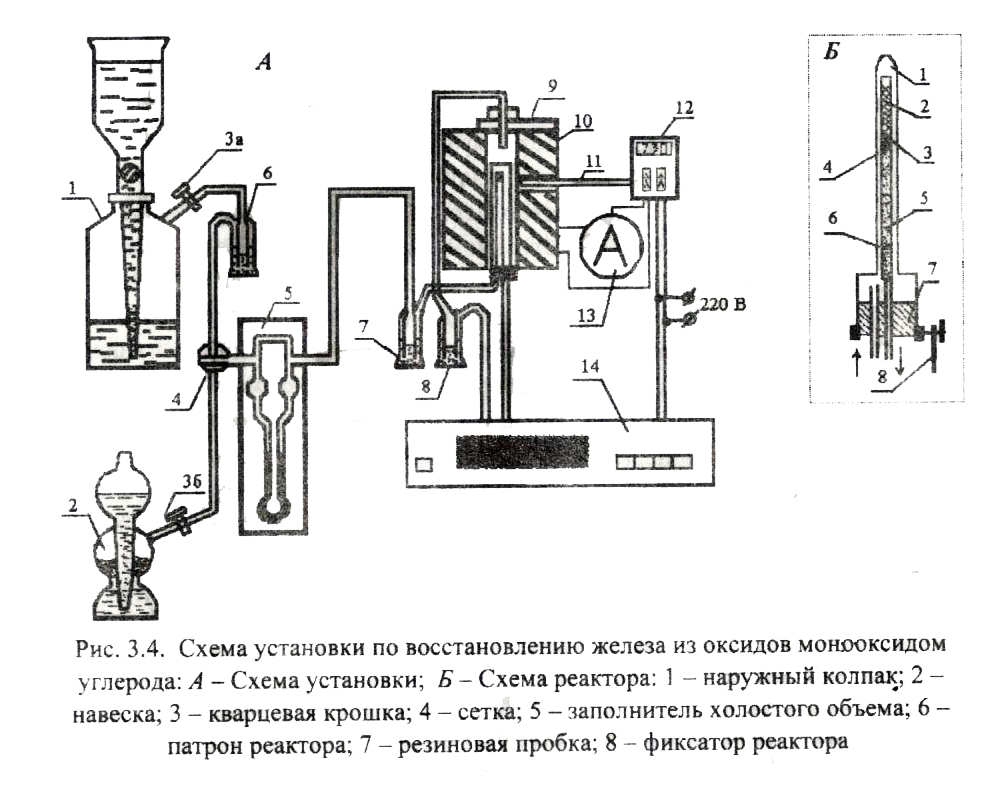 А
Б
3а
1
6
9
10
12
11
5
13
220 В
7
8
14
4
2
3б
1
2
4
3
6
5
7
8
Рис. 3.4. Схема установки по восстановлению железа из оксидов монооксидом
углерода: А – Схема установки; Б – Схема реактора: 1 – наружный колпак; 2 –
навеска; 3 – кварцевая крошка; 4 – сетка; 5 – заполнитель холостого объема; 6 –
патрон реактора; 7 – резиновая пробка; 8 – фиксатор реактора